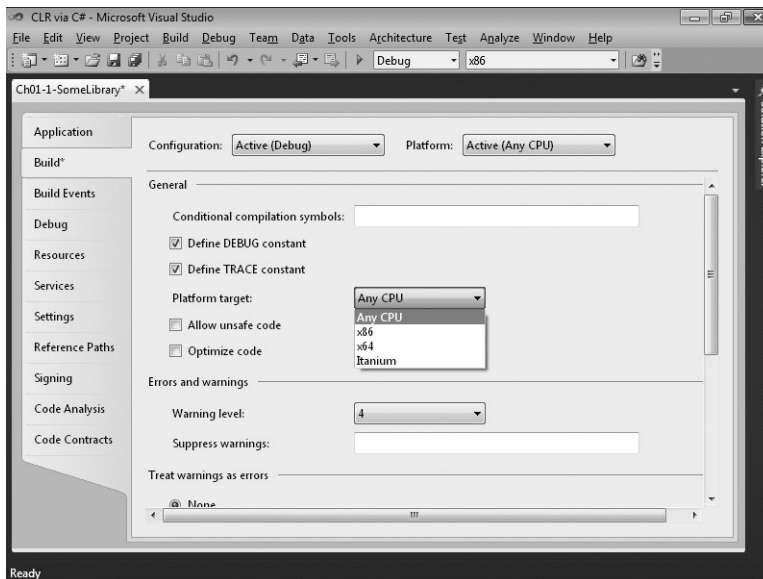 CLR via C# - Microsoft Visual Studio
File Edit View Project Build Debug Team Data Tools Architecture Test Analyze Window Help
Debug x86
Ch01-1-SomeLibrary*
Application
Build*
Build Events
Debug
Resources
Services
Settings
Reference Paths
Signing
Code Analysis
Code Contracts
Configuration: Active (Debug) Platform: Active (Any CPU)
General
Conditional compilation symbols:
Define DEBUG constant
Define TRACE constant
Platform target: Any CPU
Any CPU
x86
x64
Itanium
Allow unsafe code
Optimize code
Errors and warnings
Warning level: 4
Suppress warnings:
Treat warnings as errors
None
Ready